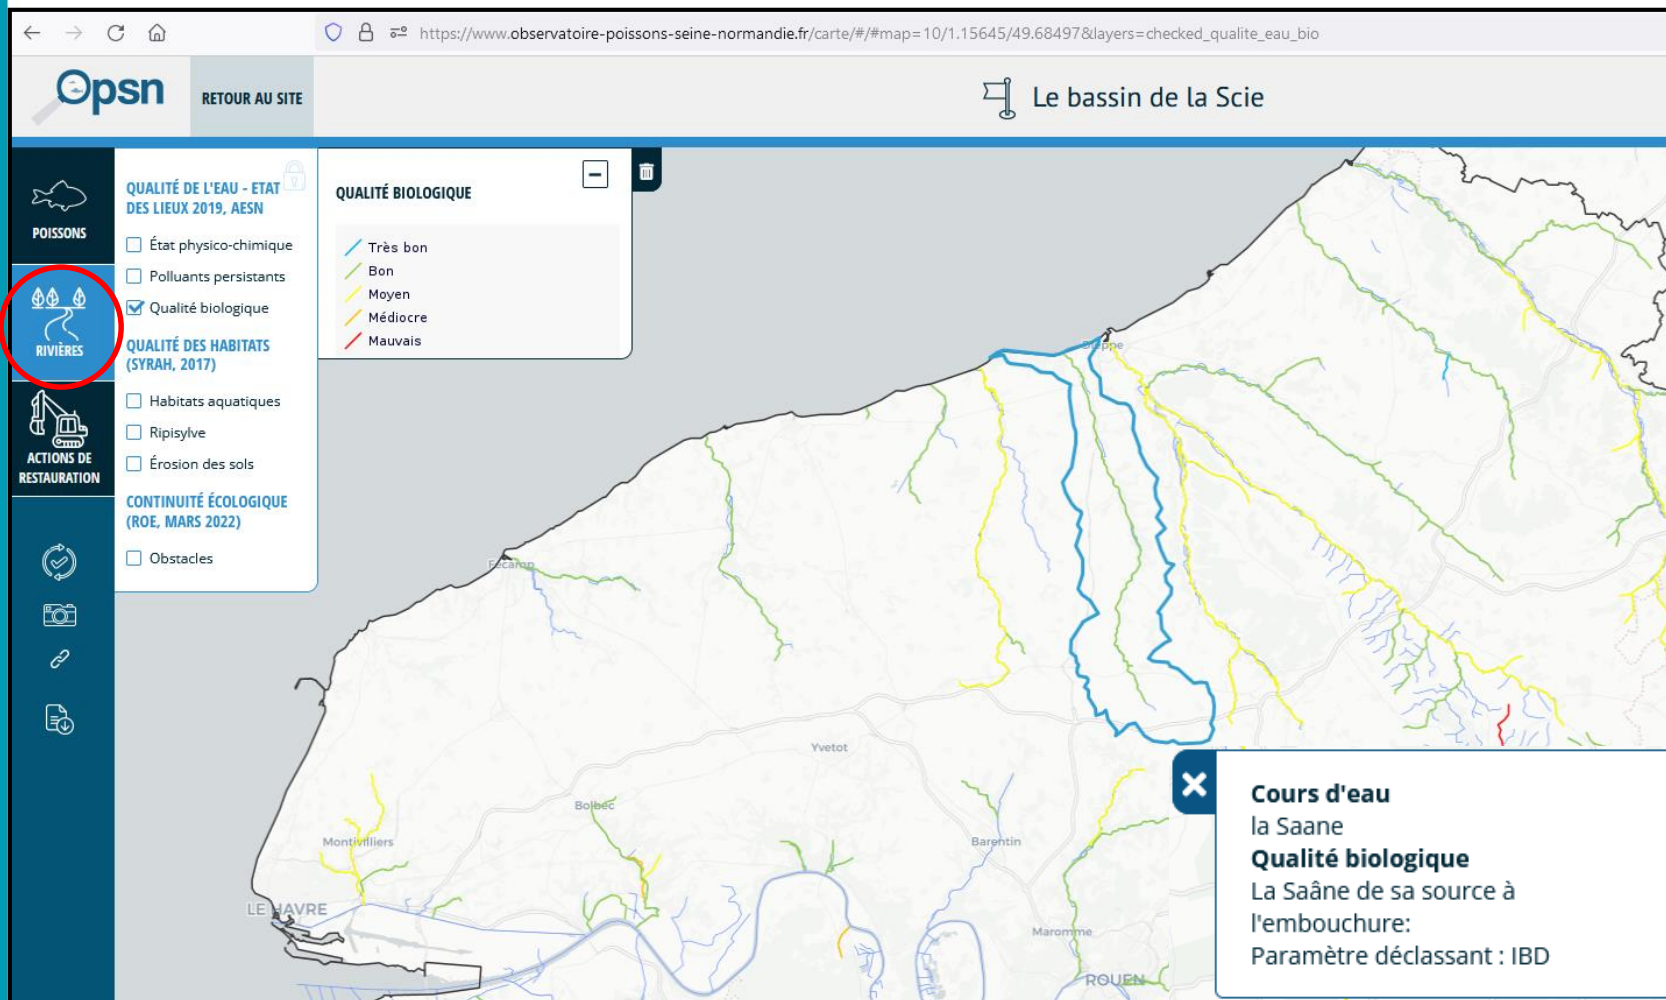 https://www.observatoire-poissons-seine-normandie.fr/carte/#/#map=10/1.15645/49.68497&layers=checked_qualite_eau_bio
Opsn
RETOUR AU SITE
Le bassin de la Scie
POISSONS
RIVIÈRES
ACTIONS DE
RESTAURATION
QUALITÉ DE L'EAU - ETAT
DES LIEUX 2019, AESN
État physico-chimique
Polluants persistants
Qualité biologique
QUALITÉ DES HABITATS
(SYRAH, 2017)
Habitats aquatiques
Ripisylve
Érosion des sols
CONTINUITÉ ÉCOLOGIQUE
(ROE, MARS 2022)
Obstacles
QUALITÉ BIOLOGIQUE
Très bon
Bon
Moyen
Médiocre
Mauvais
Dieppe
Fécamp
Yvetot
Bolbec
Montivilliers
Barentin
LE HAVRE
Maromme
ROUEN
Cours d'eau
la Saane
Qualité biologique
La Saâne de sa source à
l'embouchure:
Paramètre déclassant : IBD